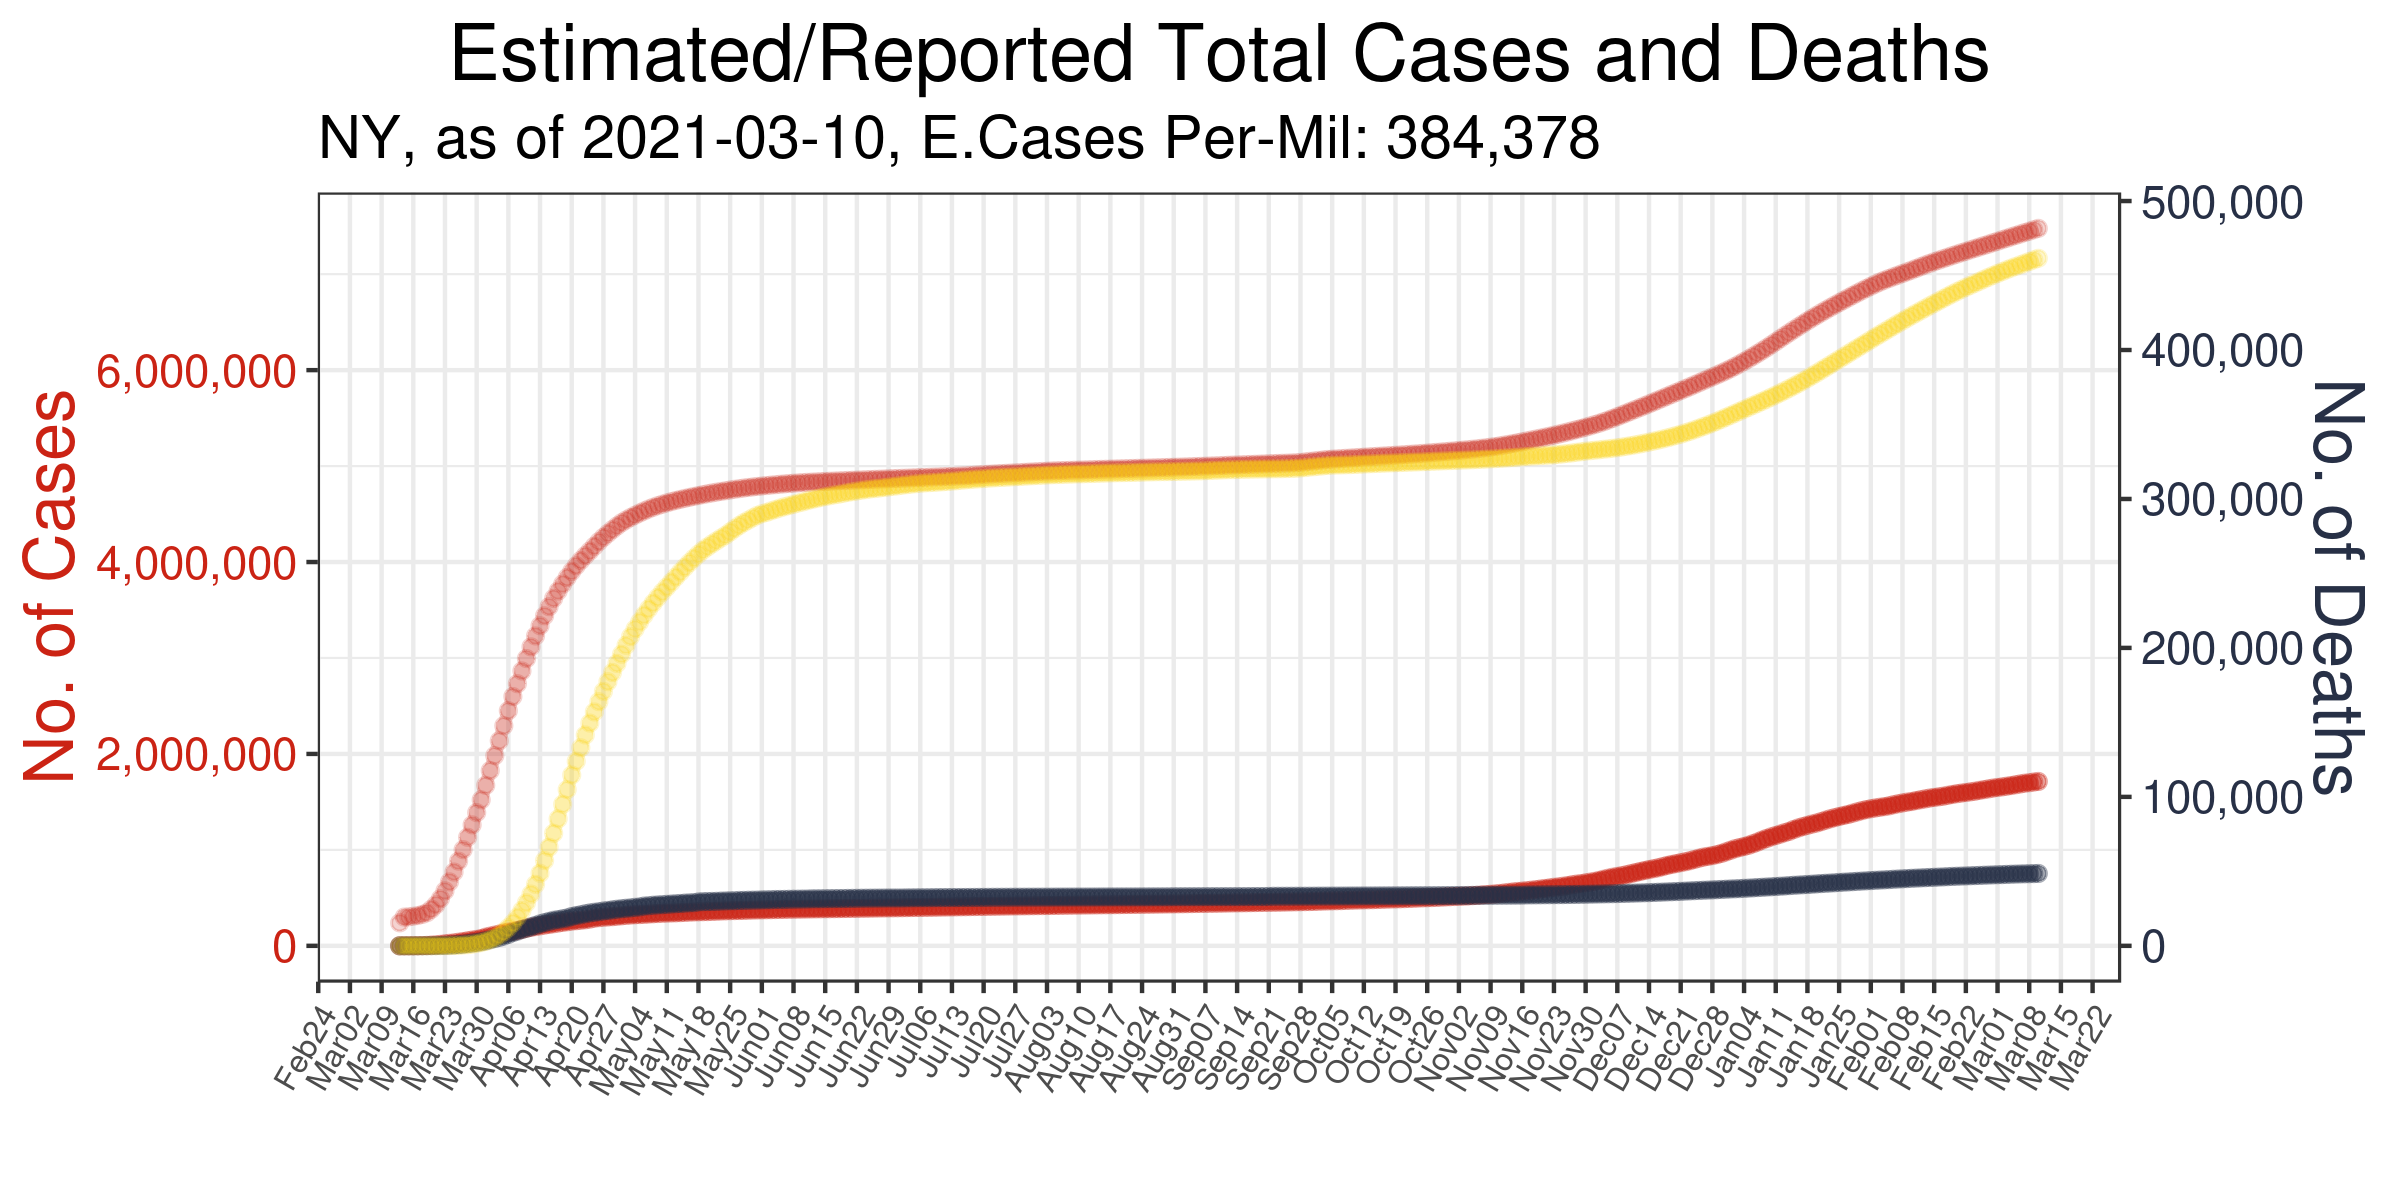 Estimated/Reported Total Cases and Deaths
NY, as of 2021-03-10, E.Cases Per-Mil: 384,378
No. of Cases
6,000,000
4,000,000
2,000,000
0
500,000
400,000
300,000
200,000
100,000
0
No. of Deaths
Feb24
Mar02
Mar09
Mar16
Mar23
Mar30
Apr06
Apr13
Apr20
Apr27
May04
May11
May18
May25
Jun01
Jun08
Jun15
Jun22
Jun29
Jul06
Jul13
Jul20
Jul27
Aug03
Aug10
Aug17
Aug24
Aug31
Sep07
Sep14
Sep21
Sep28
Oct05
Oct12
Oct19
Oct26
Nov02
Nov09
Nov16
Nov23
Nov30
Dec07
Dec14
Dec21
Dec28
Jan04
Jan11
Jan18
Jan25
Feb01
Feb08
Feb15
Feb22
Mar01
Mar08
Mar15
Mar22